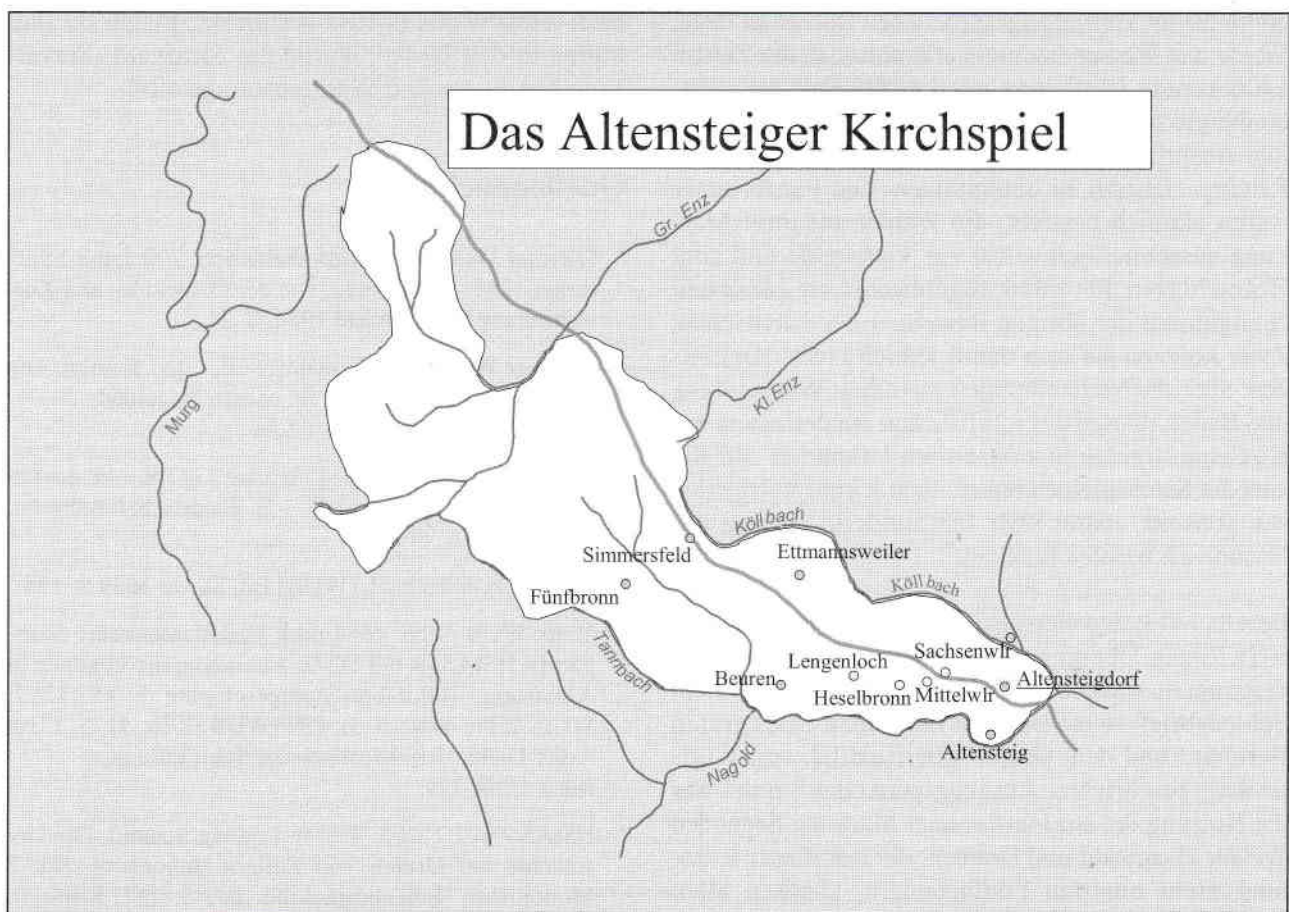 Das Altensteiger Kirchspiel
Gr. Enz
Kl.Enz
Murg
Köllbach
Simmersfeld
Ettmannsweiler
Fünfbronn
Köllbach
Tannbach
Sachsenwlr
Lengenloch
Beuren
Altensteigdorf
Heselbronn
Mittelwlr
Nagold
Altensteig